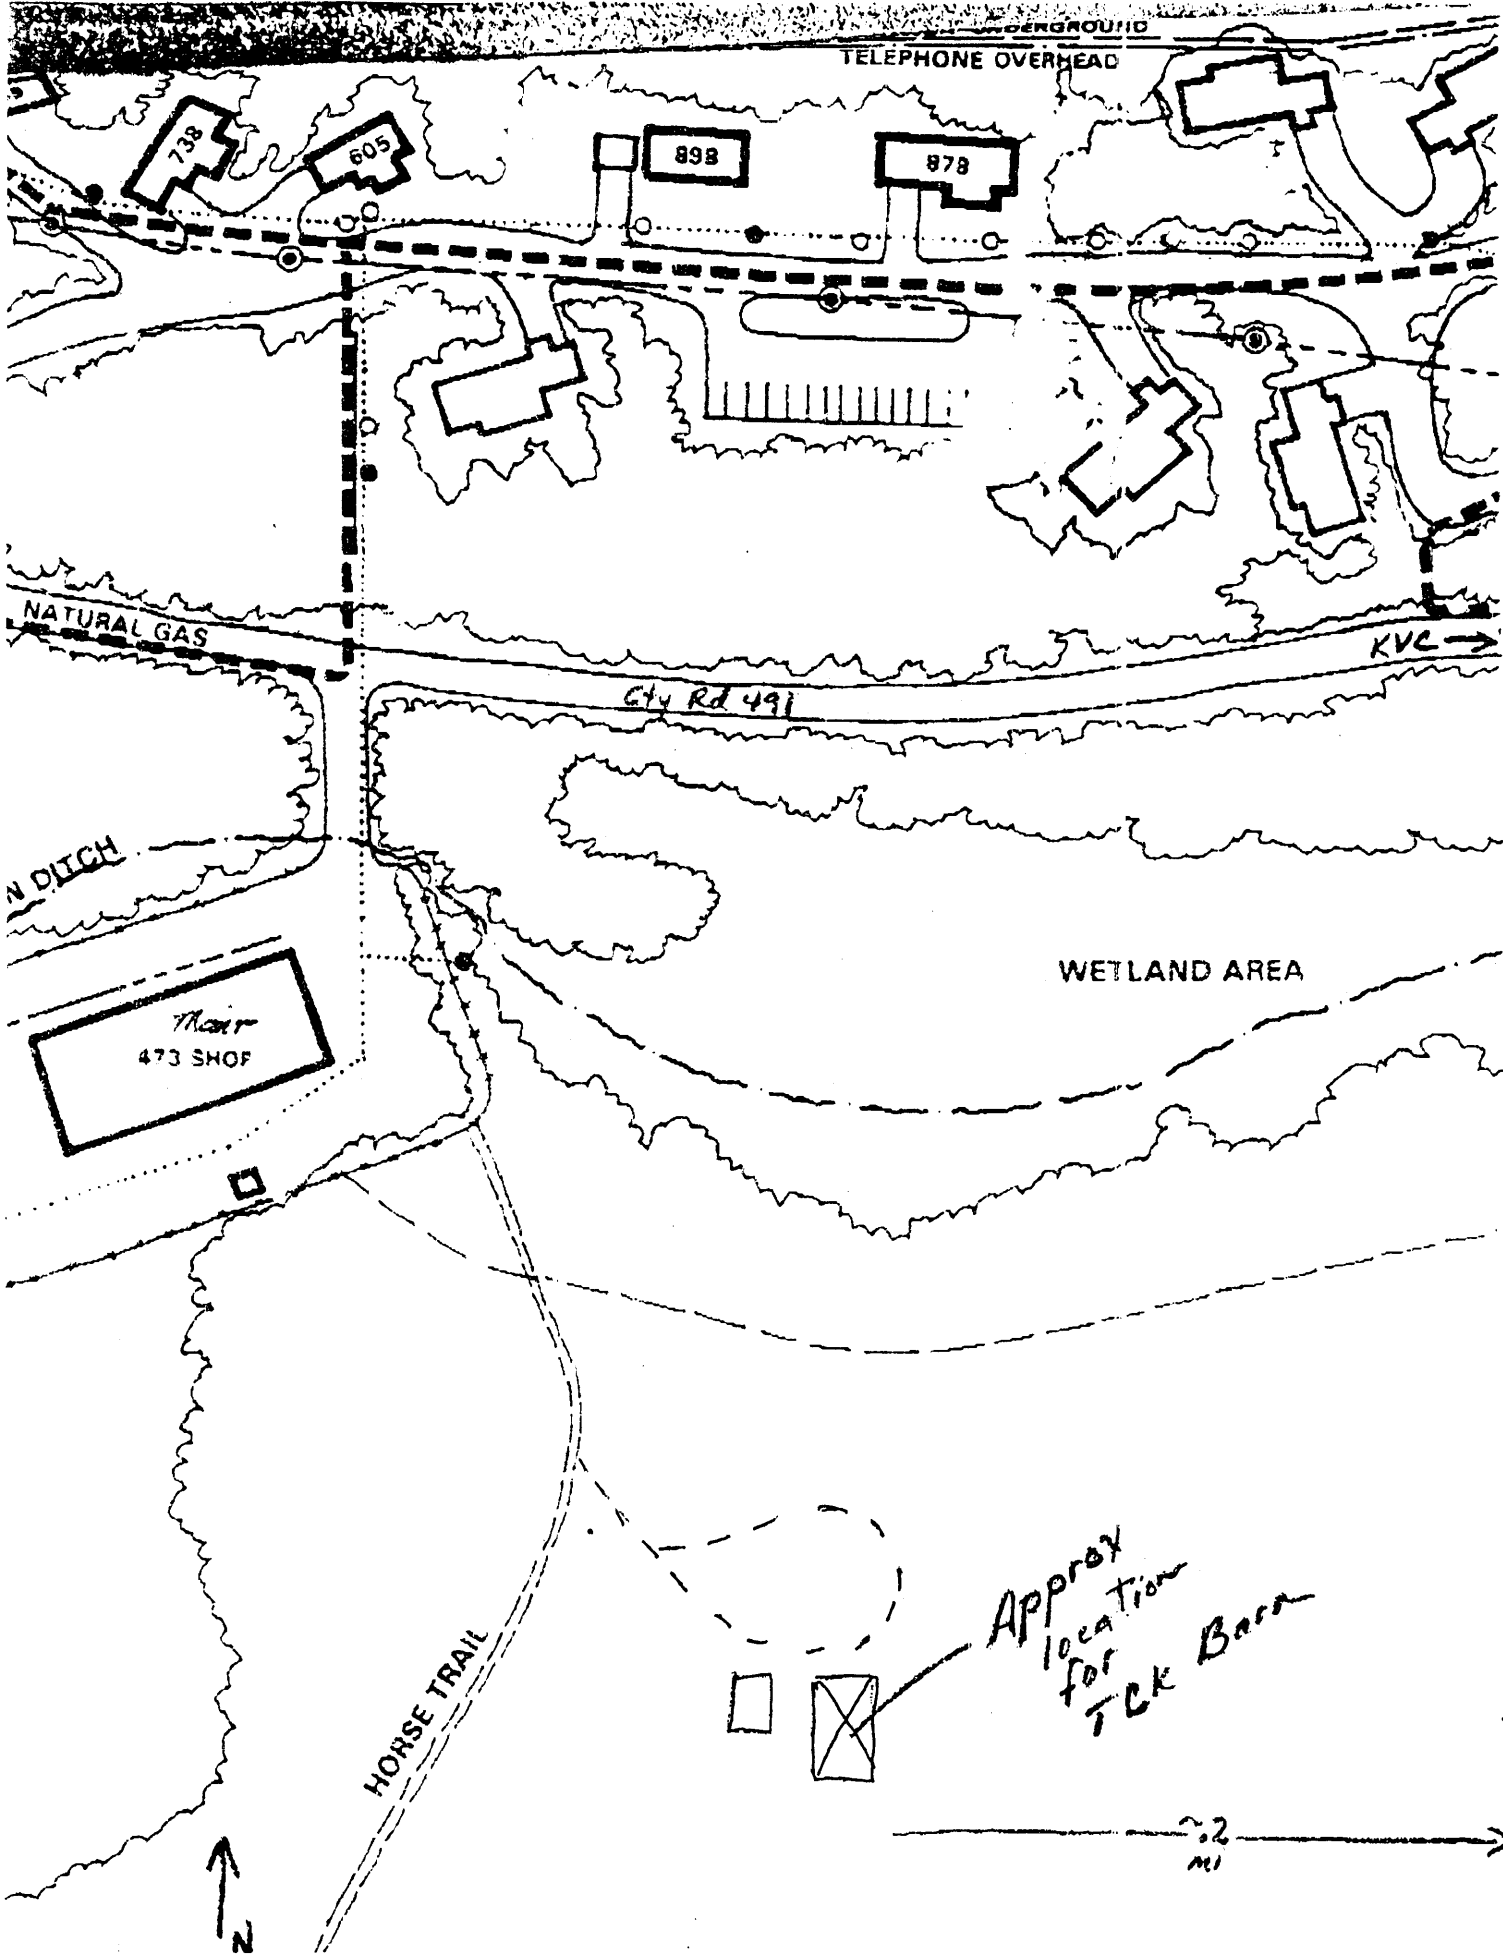 UNDERGROUND
TELEPHONE OVERHEAD
738
605
898
878
NATURAL GAS
KVC
Cty Rd 491
N DITCH
WETLAND AREA
473 SHOP
Approx
location
for
TCK Barn
HORSE TRAIL
~.2
MI
N